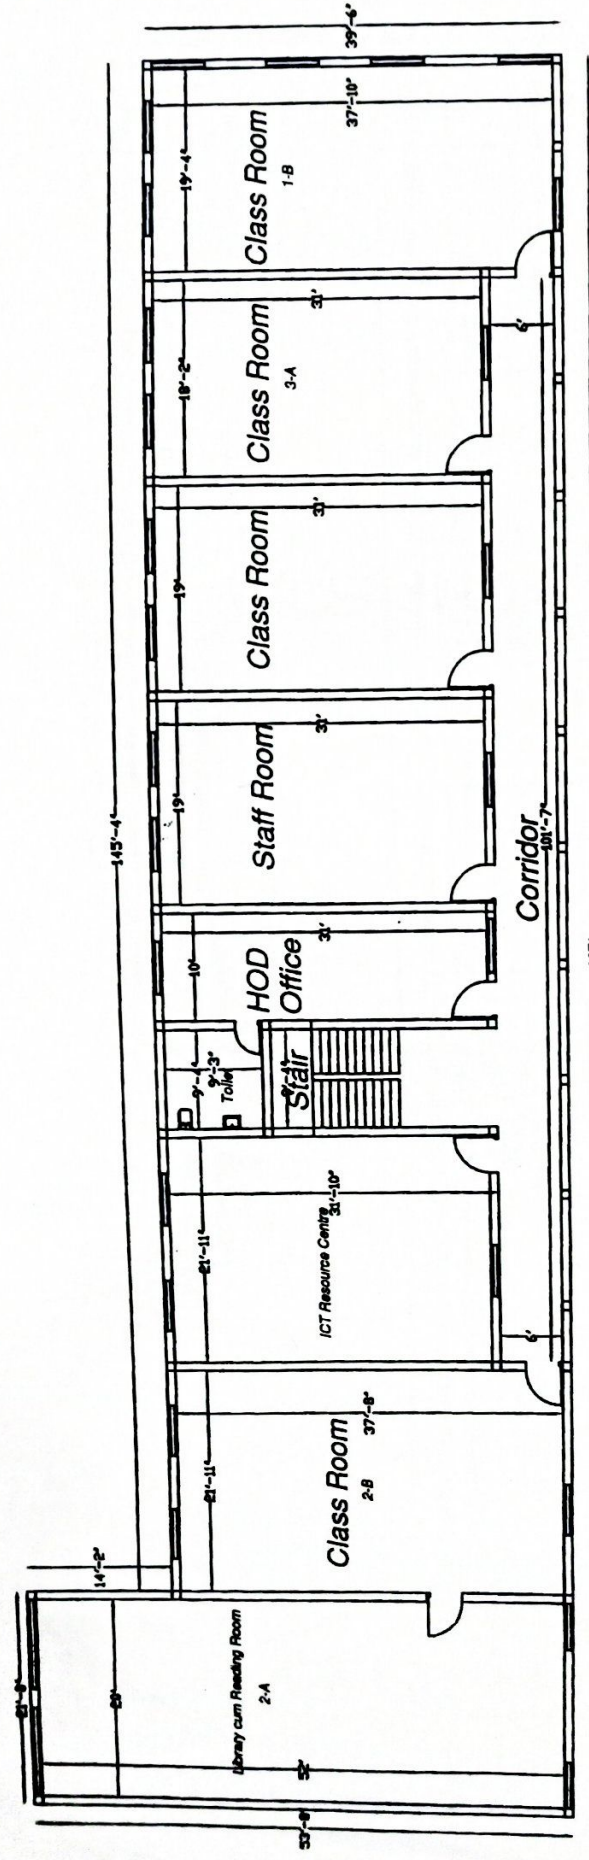 39'-6"
37'-10"
19'-4"
Class Room
1-B
31'
18'-2"
Class Room
3-A
6'
31'
19'
Class Room
31'
19'
Staff Room
Corridor
101'-7"
145'-4"
31'
10'
HOD
Office
9'-4"
9'-3"
Toilet
Stair
31'-10"
21'-11"
ICT Resource Centre
6'
37'-8"
21'-11"
Class Room
2-B
14'-2"
Library cum Reading Room
2-A
52'